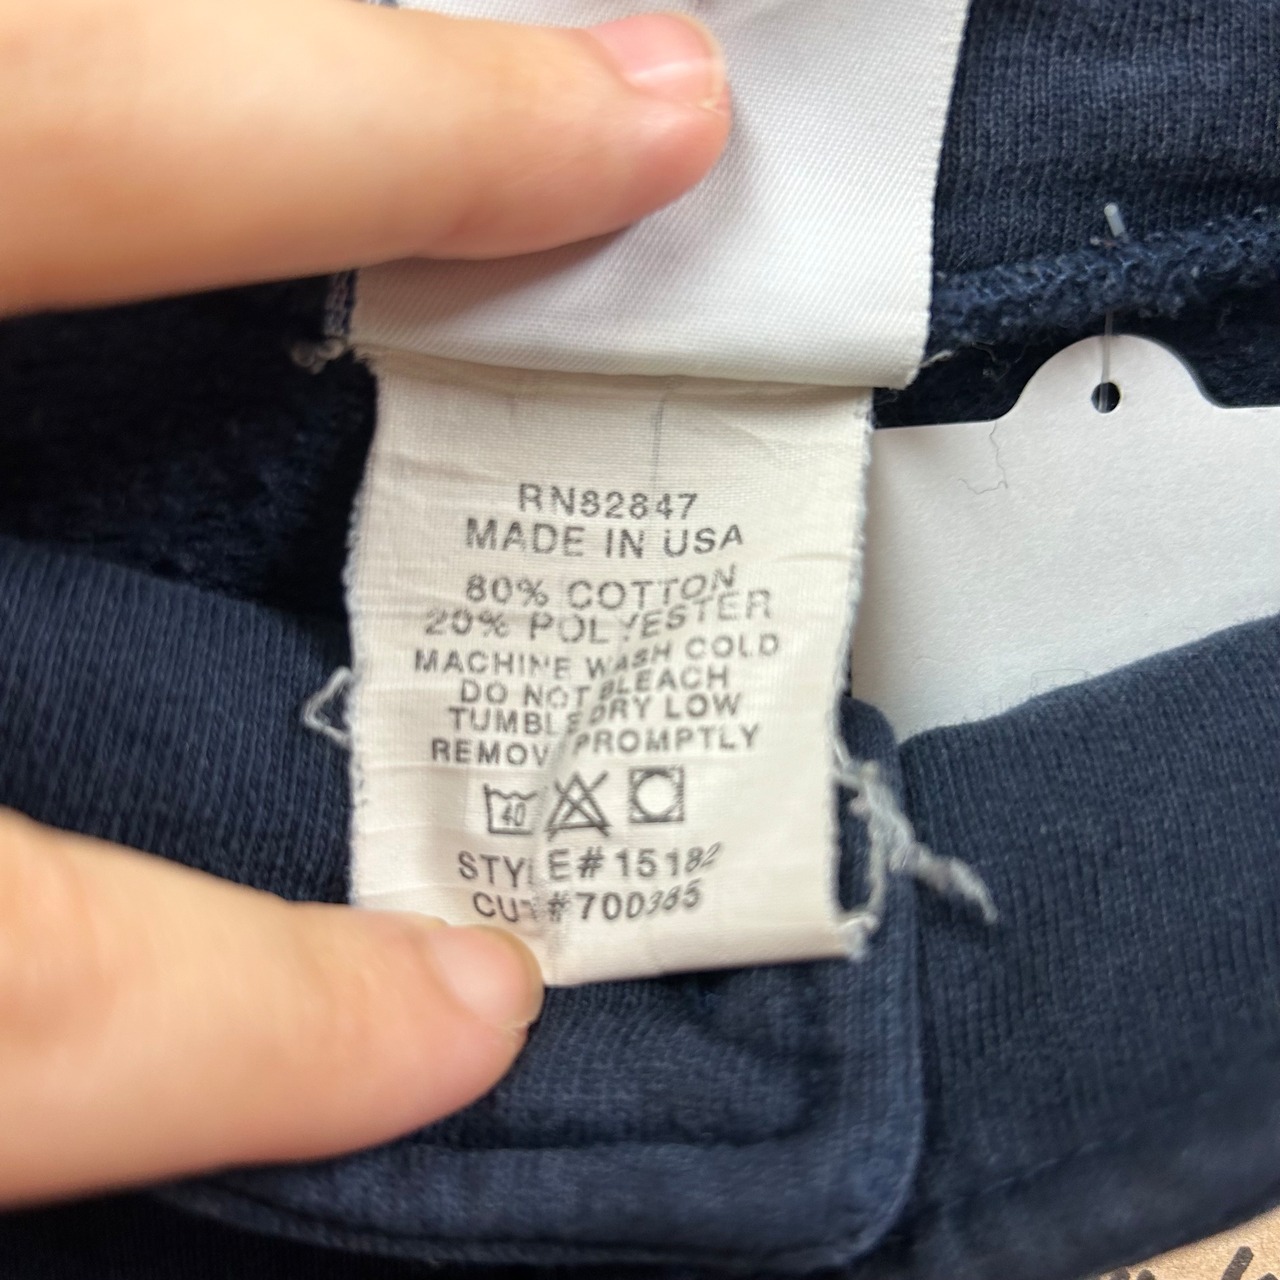 RN82847
MADE IN USA
80% COTTON
20% POLYESTER
MACHINE WASH COLD
DO NOT BLEACH
TUMBLE DRY LOW
REMOVE PROMPTLY
40
STYLE#15182
CUT#700385